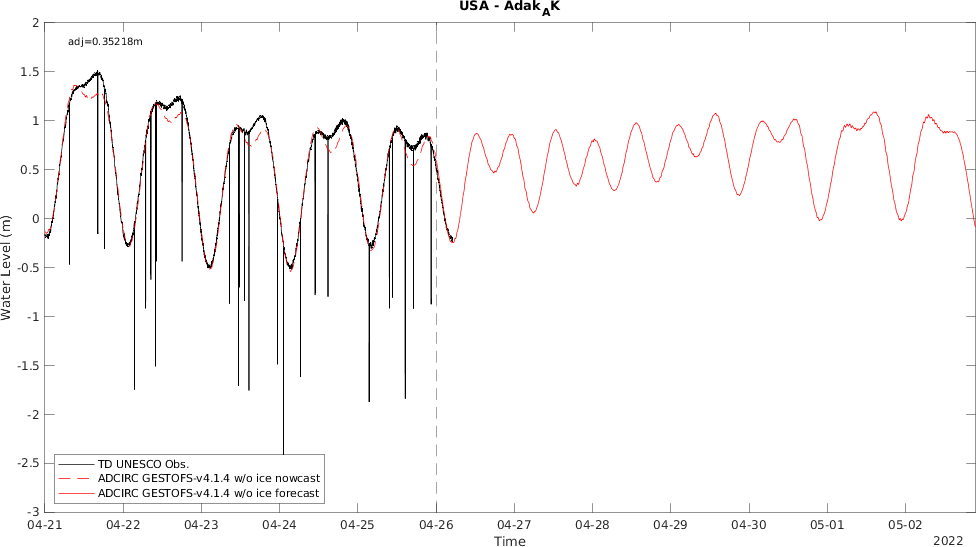 USA - Adak_AK
adj=0.35218m
2
1.5
1
0.5
0
-0.5
-1
-1.5
-2
-2.5
-3
Water Level (m)
TD UNESCO Obs.
ADCIRC GESTOFS-v4.1.4 w/o ice nowcast
ADCIRC GESTOFS-v4.1.4 w/o ice forecast
04-21 04-22 04-23 04-24 04-25 04-26 04-27 04-28 04-29 04-30 05-01 05-02
Time
2022